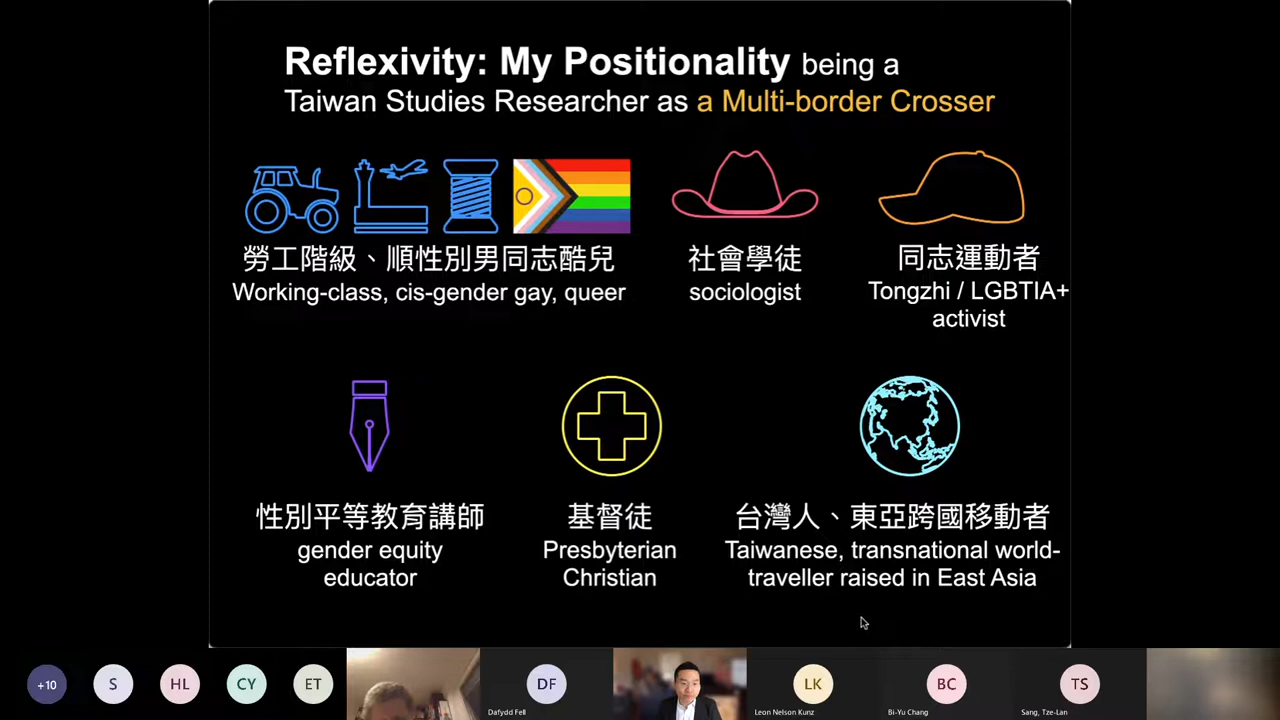 Reflexivity: My Positionality being a
Taiwan Studies Researcher as a Multi-border Crosser
勞工階級、順性別男同志酷兒
Working-class, cis-gender gay, queer
社會學徒
sociologist
同志運動者
Tongzhi / LGBTIA+
activist
性別平等教育講師
gender equity
educator
基督徒
Presbyterian
Christian
台灣人、東亞跨國移動者
Taiwanese, transnational world-
traveller raised in East Asia
+10
S
HL
CY
ET
DF
Dafydd Fell
LK
Leon Nelson Kunz
BC
Bi-Yu Chang
TS
Sang, Tze-Lan